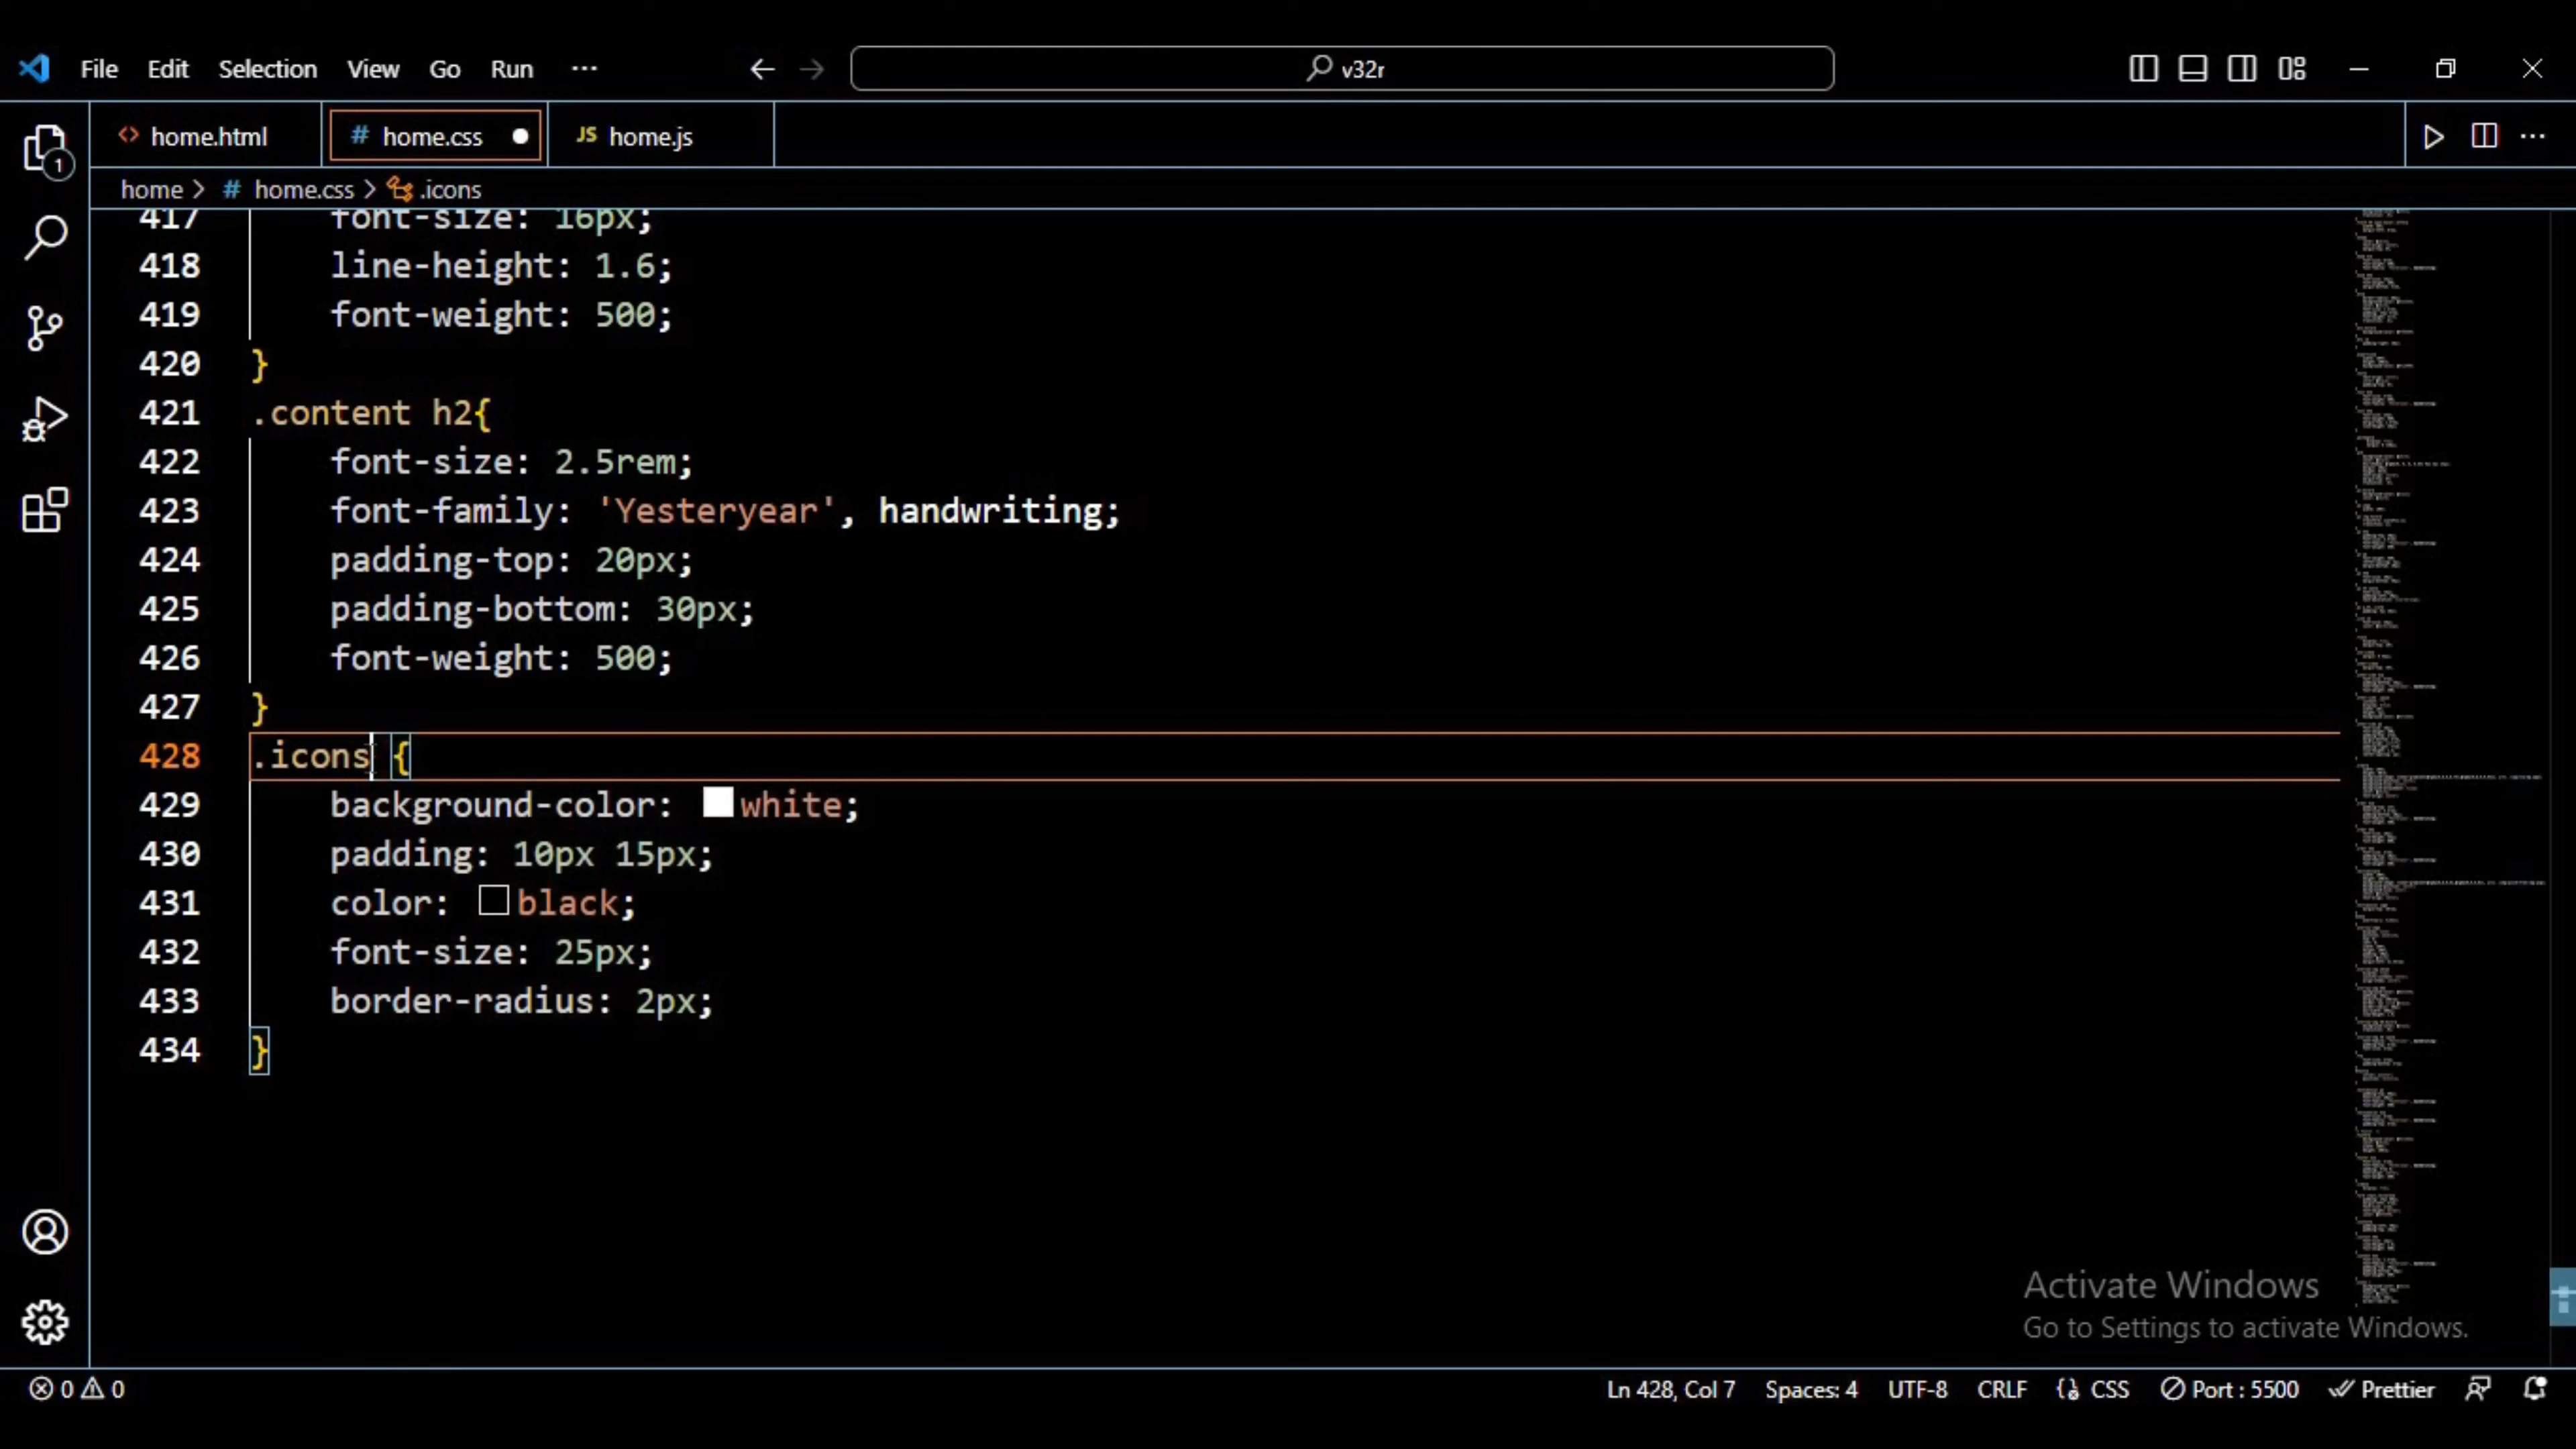 File Edit Selection View Go Run ··· v32r
home.html # home.css JS home.js
home > # home.css > .icons
417 font-size: 16px;
418 line-height: 1.6;
419 font-weight: 500;
420 }
421 .content h2{
422 font-size: 2.5rem;
423 font-family: 'Yesteryear', handwriting;
424 padding-top: 20px;
425 padding-bottom: 30px;
426 font-weight: 500;
427 }
428 .icons {
429 background-color: white;
430 padding: 10px 15px;
431 color: black;
432 font-size: 25px;
433 border-radius: 2px;
434 }
1
Activate Windows
Go to Settings to activate Windows.
0 0 Ln 428, Col 7 Spaces: 4 UTF-8 CRLF CSS Port : 5500 Prettier